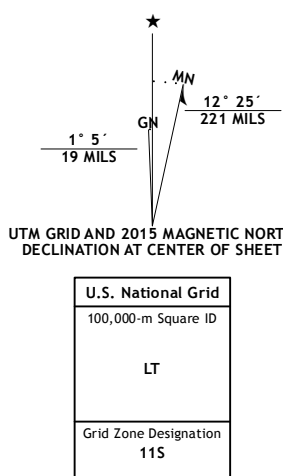 ★
MN
GN
12° 25´
221 MILS
1° 5´
19 MILS
UTM GRID AND 2015 MAGNETIC NORT
DECLINATION AT CENTER OF SHEET
U.S. National Grid
100,000-m Square ID
LT
Grid Zone Designation
11S